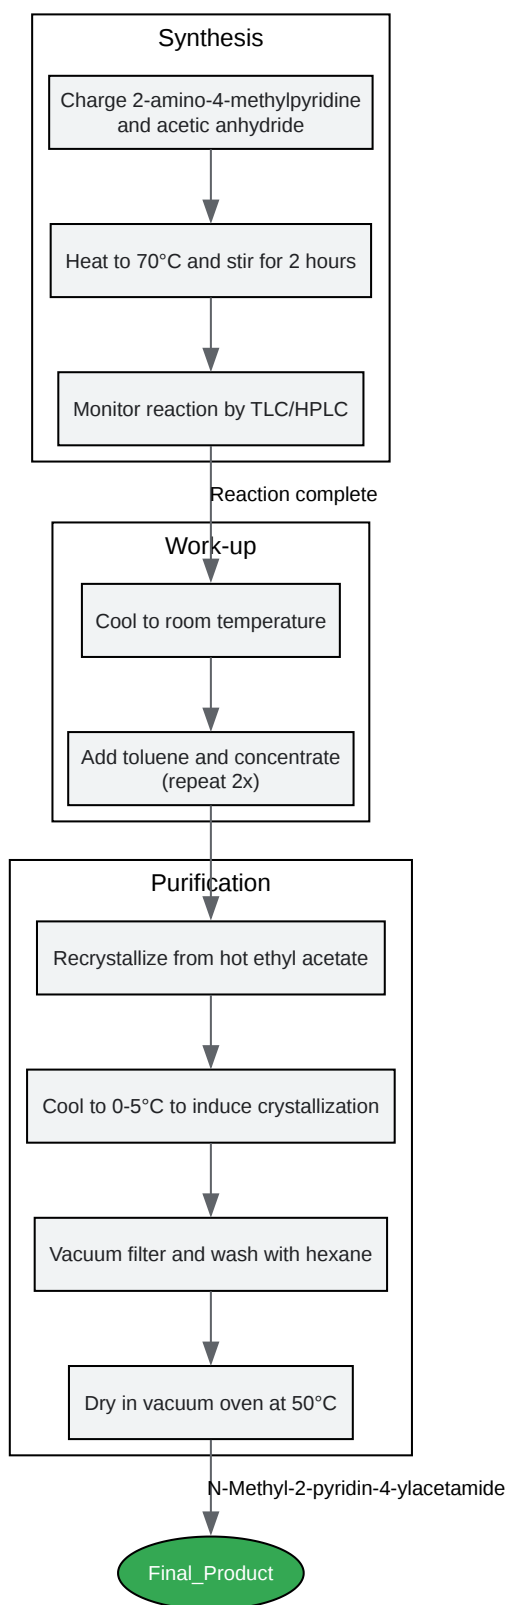 Synthesis
Charge 2-amino-4-methylpyridine
and acetic anhydride
Heat to 70°C and stir for 2 hours
Monitor reaction by TLC/HPLC
Reaction complete
Work-up
Cool to room temperature
Add toluene and concentrate
(repeat 2x)
Purification
Recrystallize from hot ethyl acetate
Cool to 0-5°C to induce crystallization
Vacuum filter and wash with hexane
Dry in vacuum oven at 50°C
N-Methyl-2-pyridin-4-ylacetamide
Final_Product